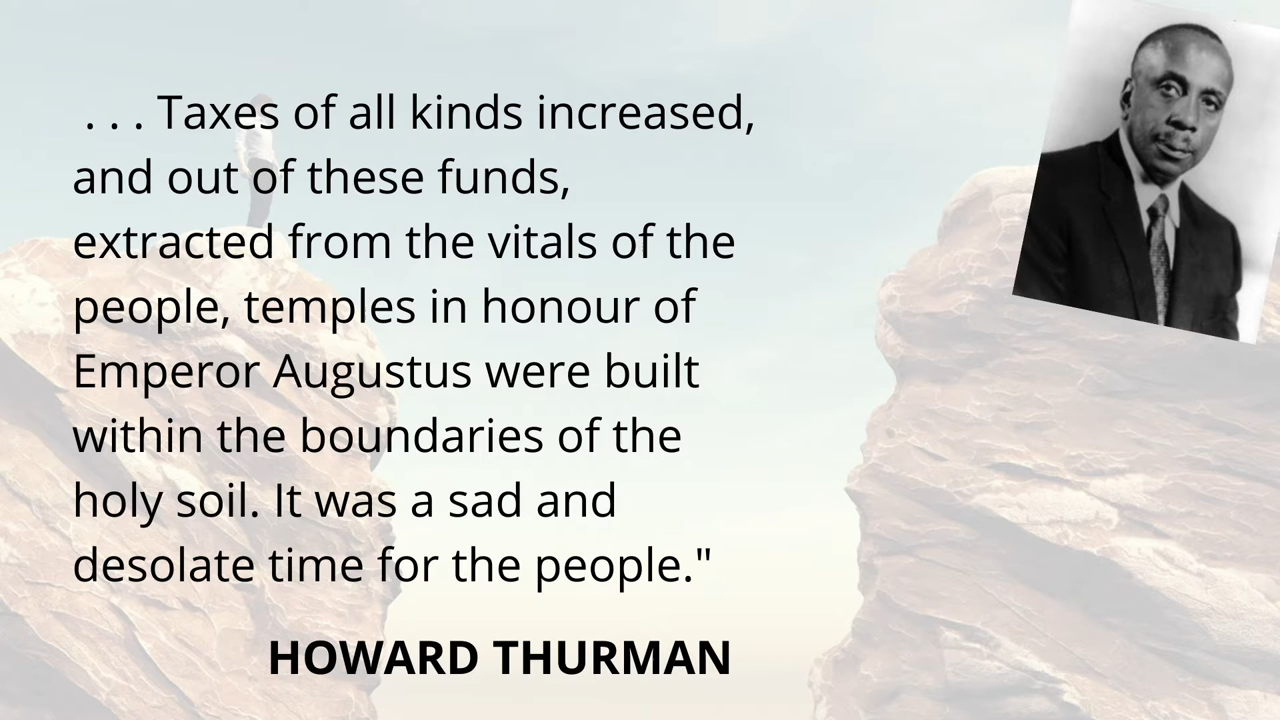 . . . Taxes of all kinds increased,
and out of these funds,
extracted from the vitals of the
people, temples in honour of
Emperor Augustus were built
within the boundaries of the
holy soil. It was a sad and
desolate time for the people."
HOWARD THURMAN